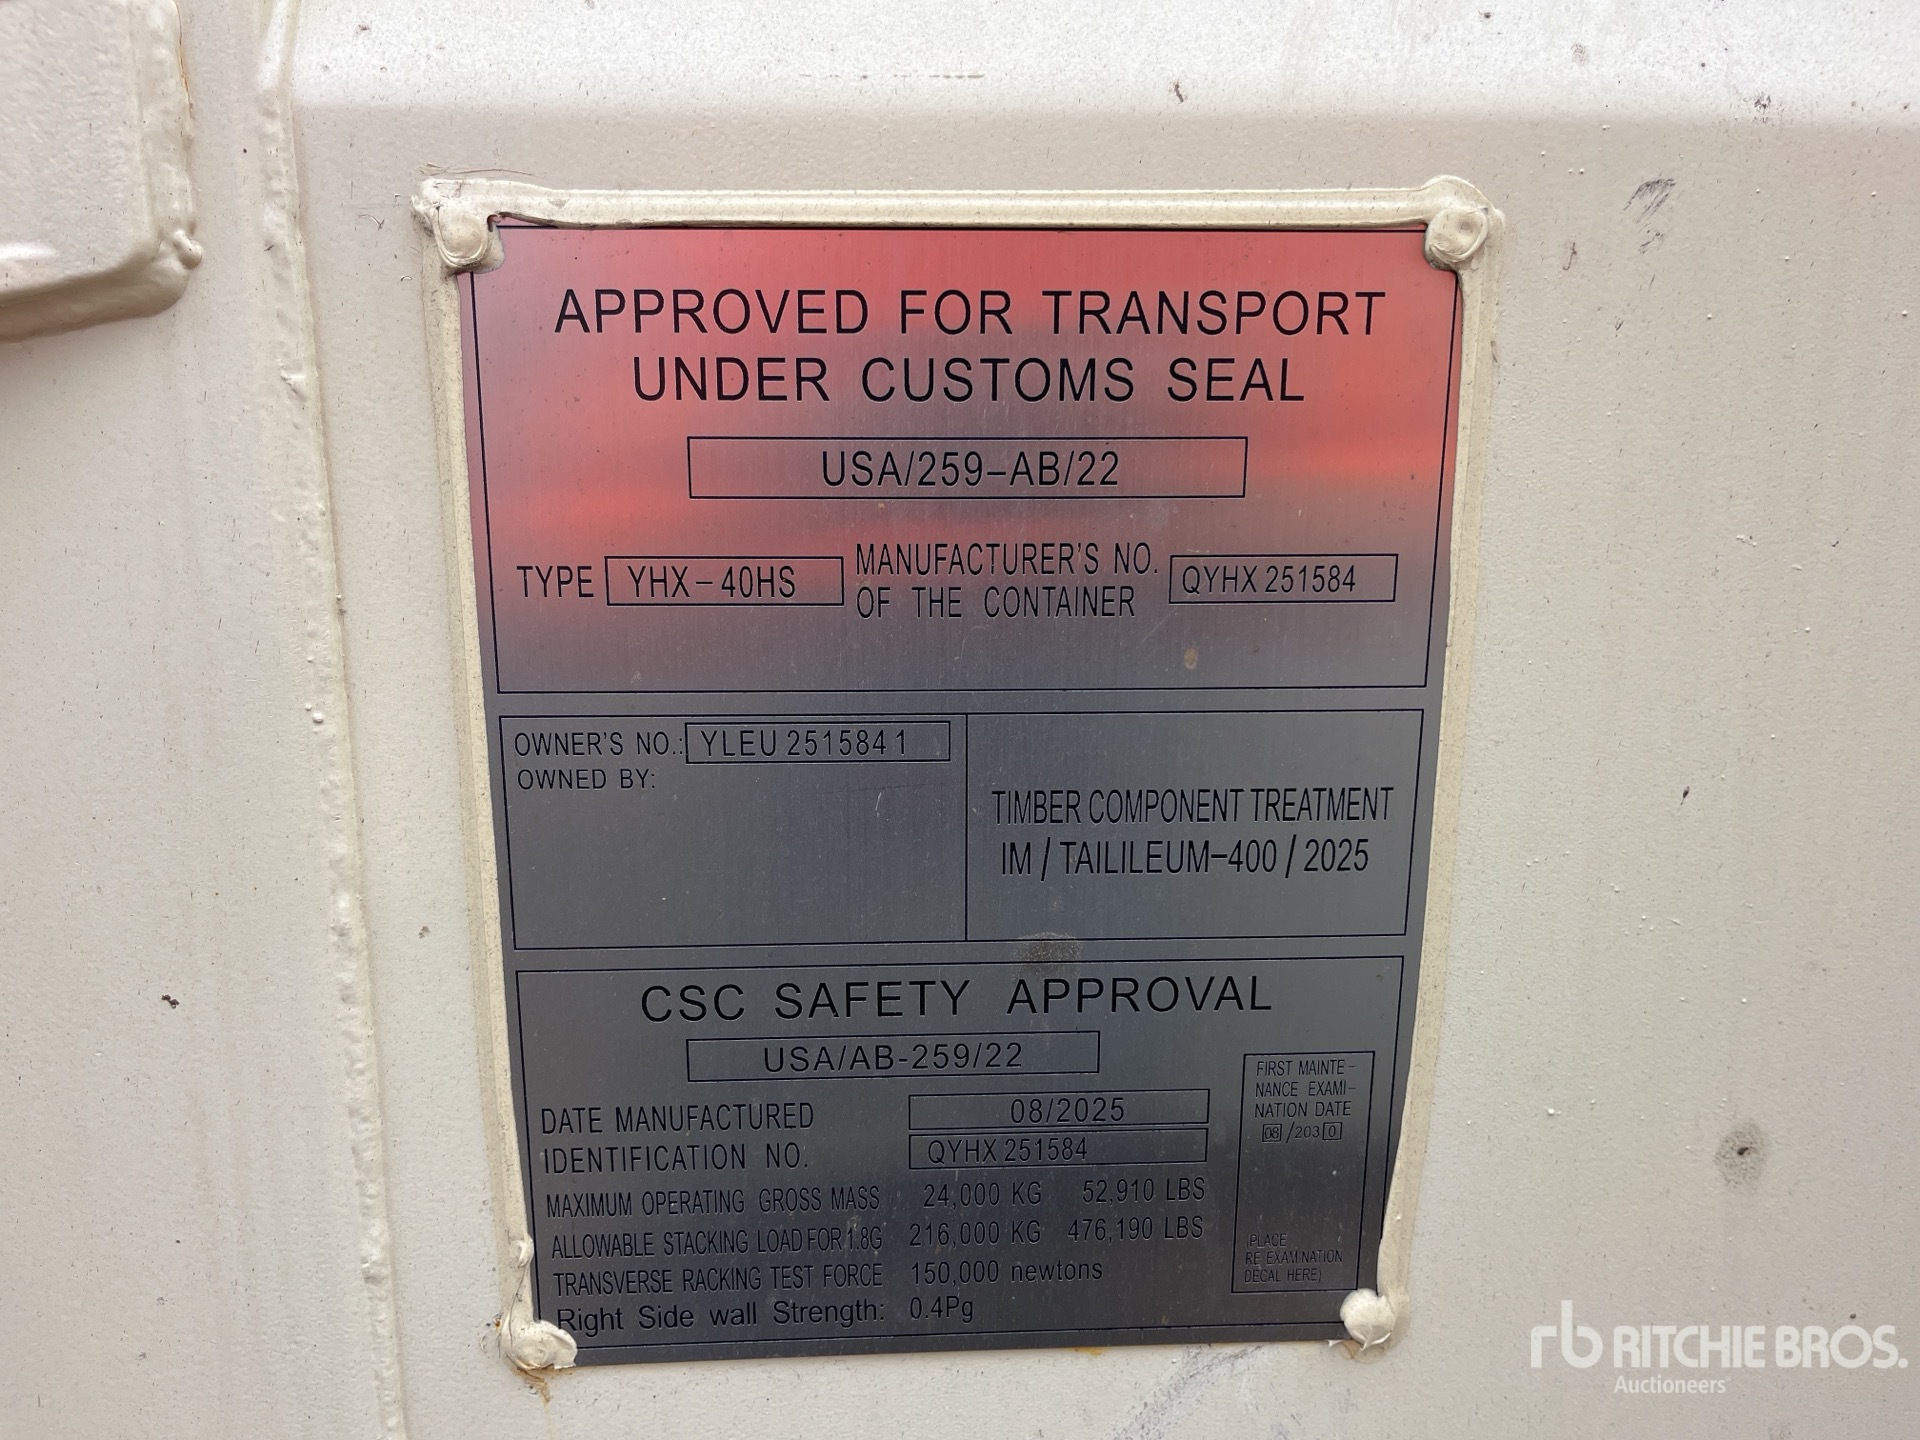 APPROVED FOR TRANSPORT
UNDER CUSTOMS SEAL
USA/259-AB/22
TYPE YHX-40HS MANUFACTURER'S NO. OF THE CONTAINER QYHX 251584
OWNER'S NO.: YLEU 2515841
OWNED BY:
TIMBER COMPONENT TREATMENT
IM / TAILILEUM-400 / 2025
CSC SAFETY APPROVAL
USA/AB-259/22
DATE MANUFACTURED 08/2025
IDENTIFICATION NO. QYHX 251584
MAXIMUM OPERATING GROSS MASS 24,000 KG 52,910 LBS
ALLOWABLE STACKING LOAD FOR 1.8G 216,000 KG 476,190 LBS
TRANSVERSE RACKING TEST FORCE 150,000 newtons
Right Side wall Strength: 0.4Pg
FIRST MAINTE-
NANCE EXAMI-
NATION DATE
08/2030
(PLACE
RE EXAMINATION
DECAL HERE)
rb RITCHIE BROS.
Auctioneers